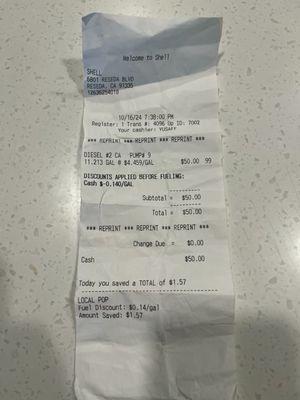 Welcome to Shell
SHELL
6801 RESEDA BLVD
RESEDA, CA 91335
12636254018
10/16/24 7:38:00 PM
Register: 1 Trans #: 4096 Op ID: 7002
Your cashier: YUSAFF
*** REPRINT *** REPRINT *** REPRINT ***
DIESEL #2 CA PUMP# 9
11.213 GAL @ $4.459/GAL $50.00 99
DISCOUNTS APPLIED BEFORE FUELING:
Cash $-0.140/GAL
Subtotal = $50.00
Total = $50.00
*** REPRINT *** REPRINT *** REPRINT ***
Change Due = $0.00
Cash $50.00
Today you saved a TOTAL of $1.57
LOCAL POP
Fuel Discount: $0.14/gal
Amount Saved: $1.57